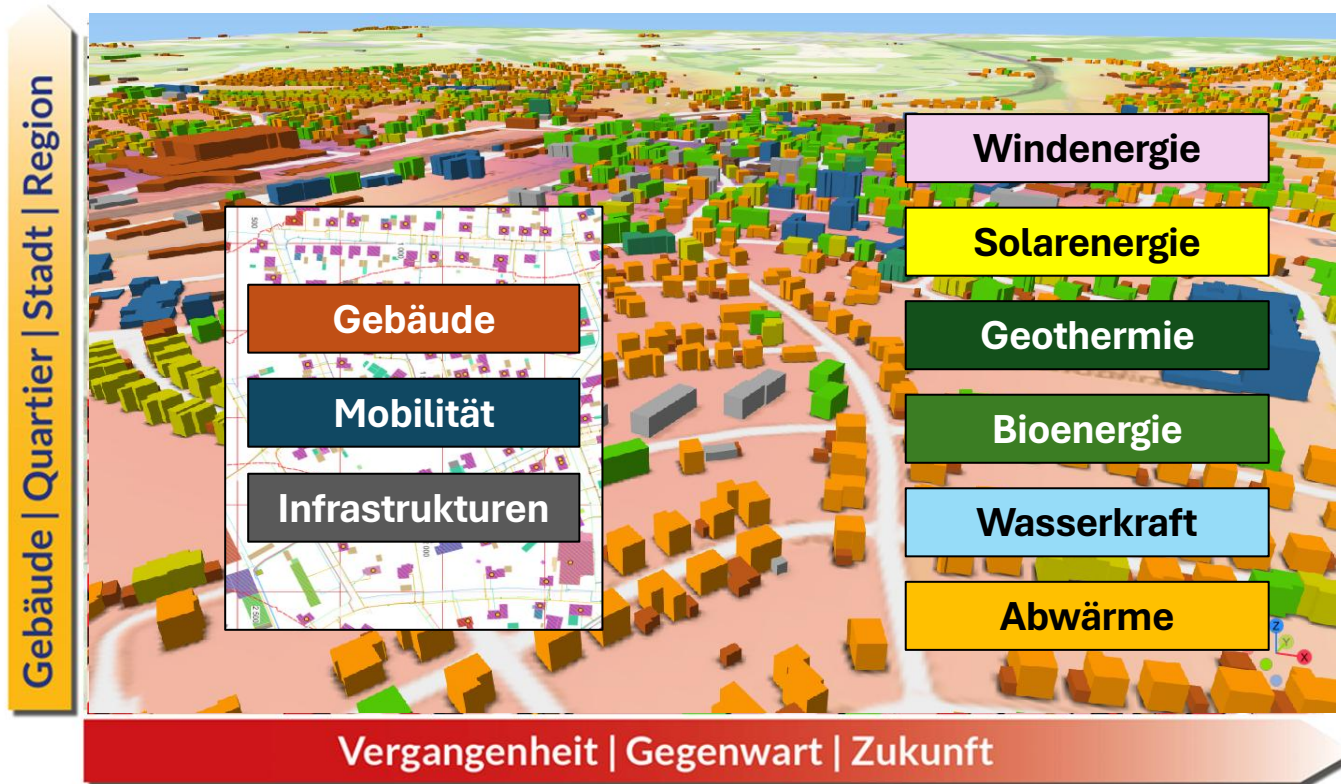 Gebäude | Quartier | Stadt | Region
Gebäude
Mobilität
Infrastrukturen
Windenergie
Solarenergie
Geothermie
Bioenergie
Wasserkraft
Abwärme
Z
Y
X
Vergangenheit | Gegenwart | Zukunft